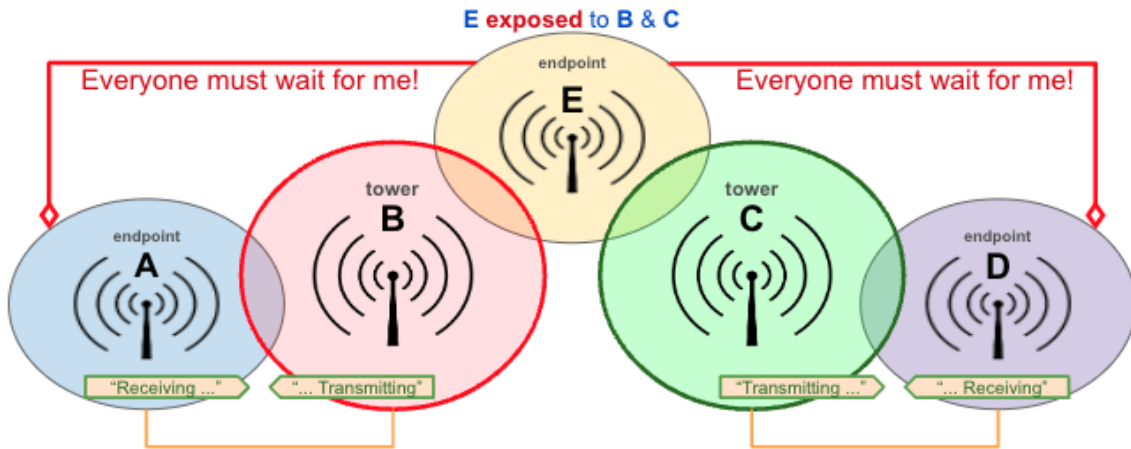 E exposed to B & C
endpoint
E
Everyone must wait for me!
Everyone must wait for me!
tower
B
tower
C
endpoint
A
endpoint
D
“Receiving ...”
“... Transmitting”
“Transmitting ...”
“... Receiving”